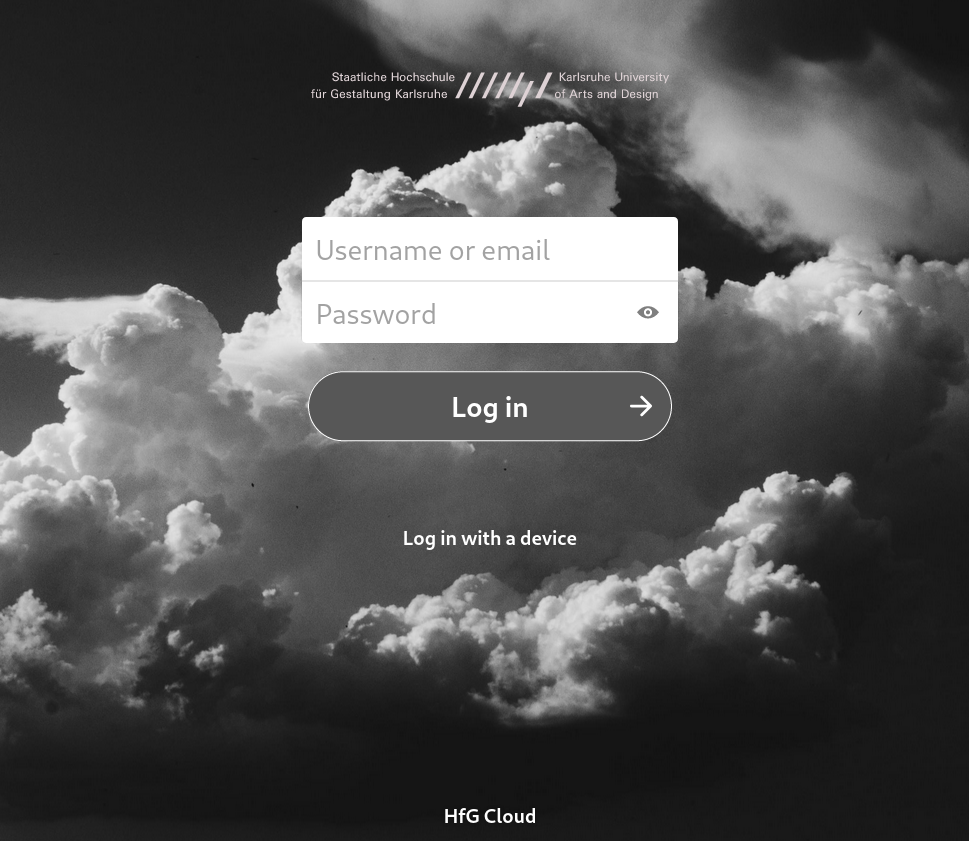 Staatliche Hochschule
für Gestaltung Karlsruhe
Karlsruhe University
of Arts and Design
Username or email
Password
Log in
Log in with a device
HfG Cloud